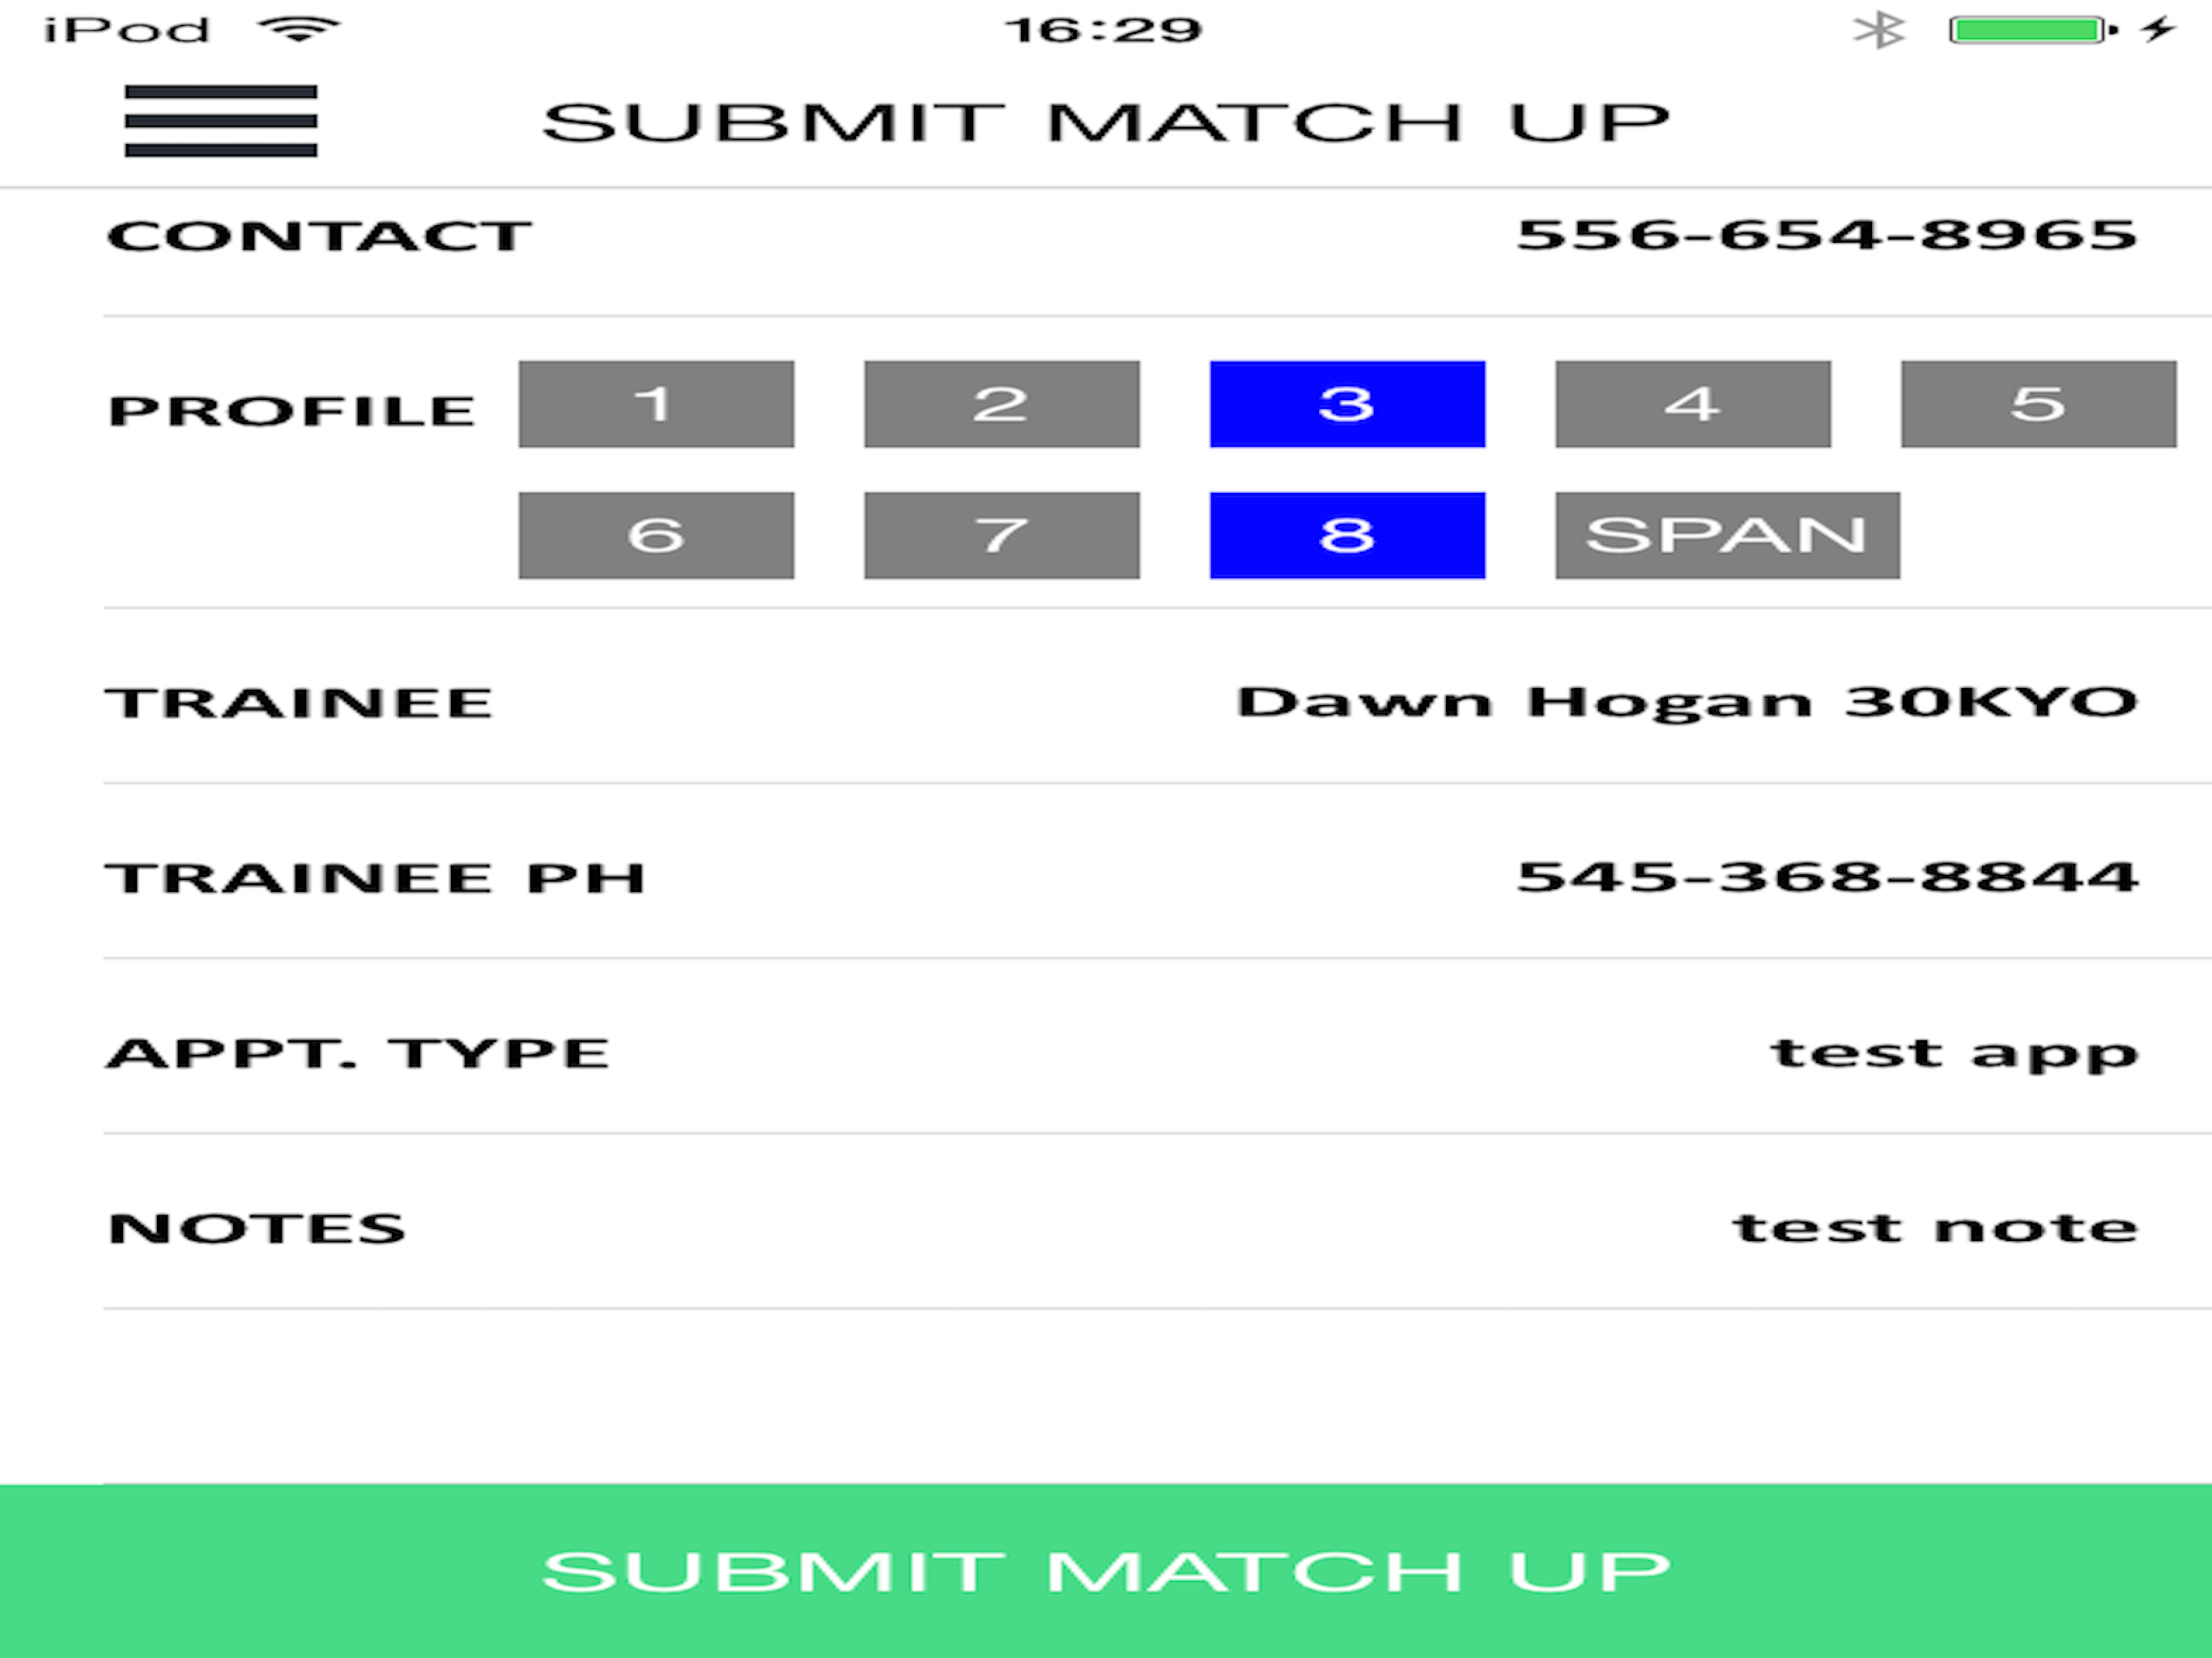 iPod 16:29
SUBMIT MATCH UP
CONTACT 556-654-8965
PROFILE 1 2 3 4 5
6 7 8 SPAN
TRAINEE Dawn Hogan 30KYO
TRAINEE PH 545-368-8844
APPT. TYPE test app
NOTES test note
SUBMIT MATCH UP